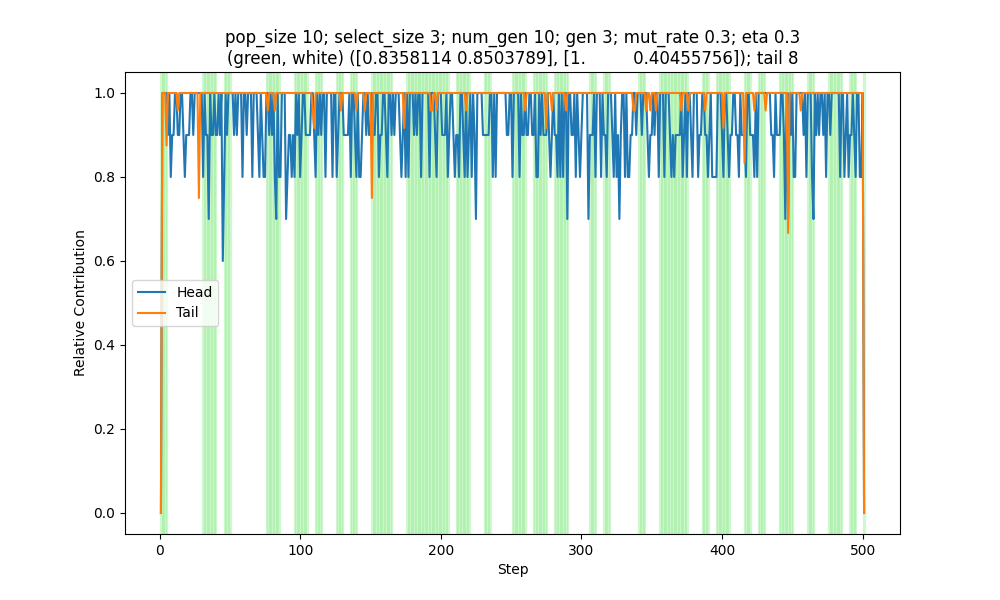 pop_size 10; select_size 3; num_gen 10; gen 3; mut_rate 0.3; eta 0.3
(green, white) ([0.8358114 0.8503789], [1.         0.40455756]); tail 8
1.0
0.8
0.6
0.4
0.2
0.0
Relative Contribution
Head
Tail
0
100
200
300
400
500
Step